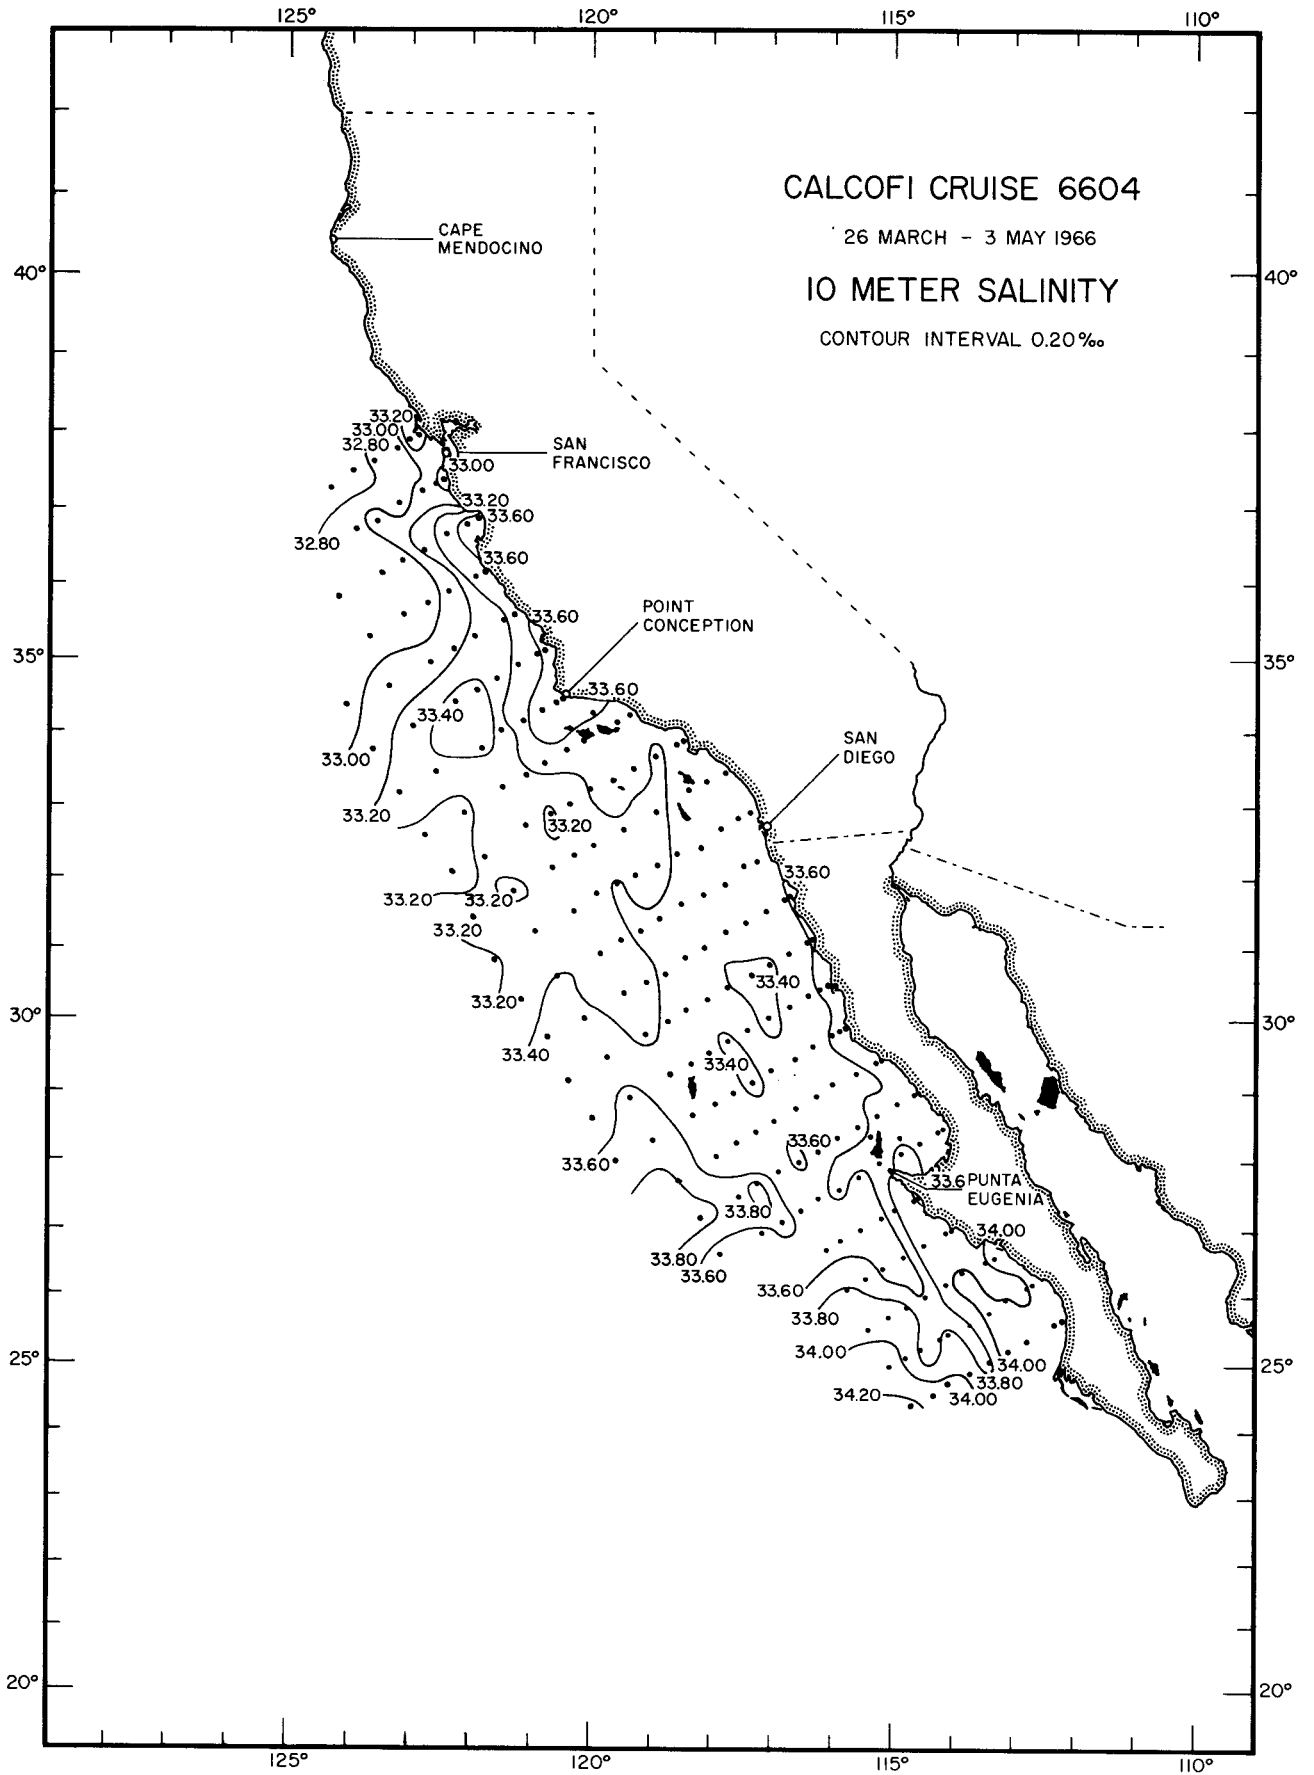 125° 120° 115° 110°
CALCOFI CRUISE 6604
26 MARCH – 3 MAY 1966
10 METER SALINITY
CONTOUR INTERVAL 0.20‰
CAPE
MENDOCINO
40° 40°
33.20
33.00
32.80
SAN
FRANCISCO
33.00
33.20
33.60
32.80
33.60
POINT
CONCEPTION
33.60
35° 35°
33.60
33.40
SAN
DIEGO
33.00
33.20
33.20
33.60
33.20 33.20
33.20
33.40
33.20
30° 30°
33.40
33.40
33.60
33.60
33.6 PUNTA
EUGENIA
33.80
34.00
33.80
33.60
33.60
33.80
34.00
34.00
25° 25°
33.80
34.20
34.00
20° 20°
125° 120° 115° 110°